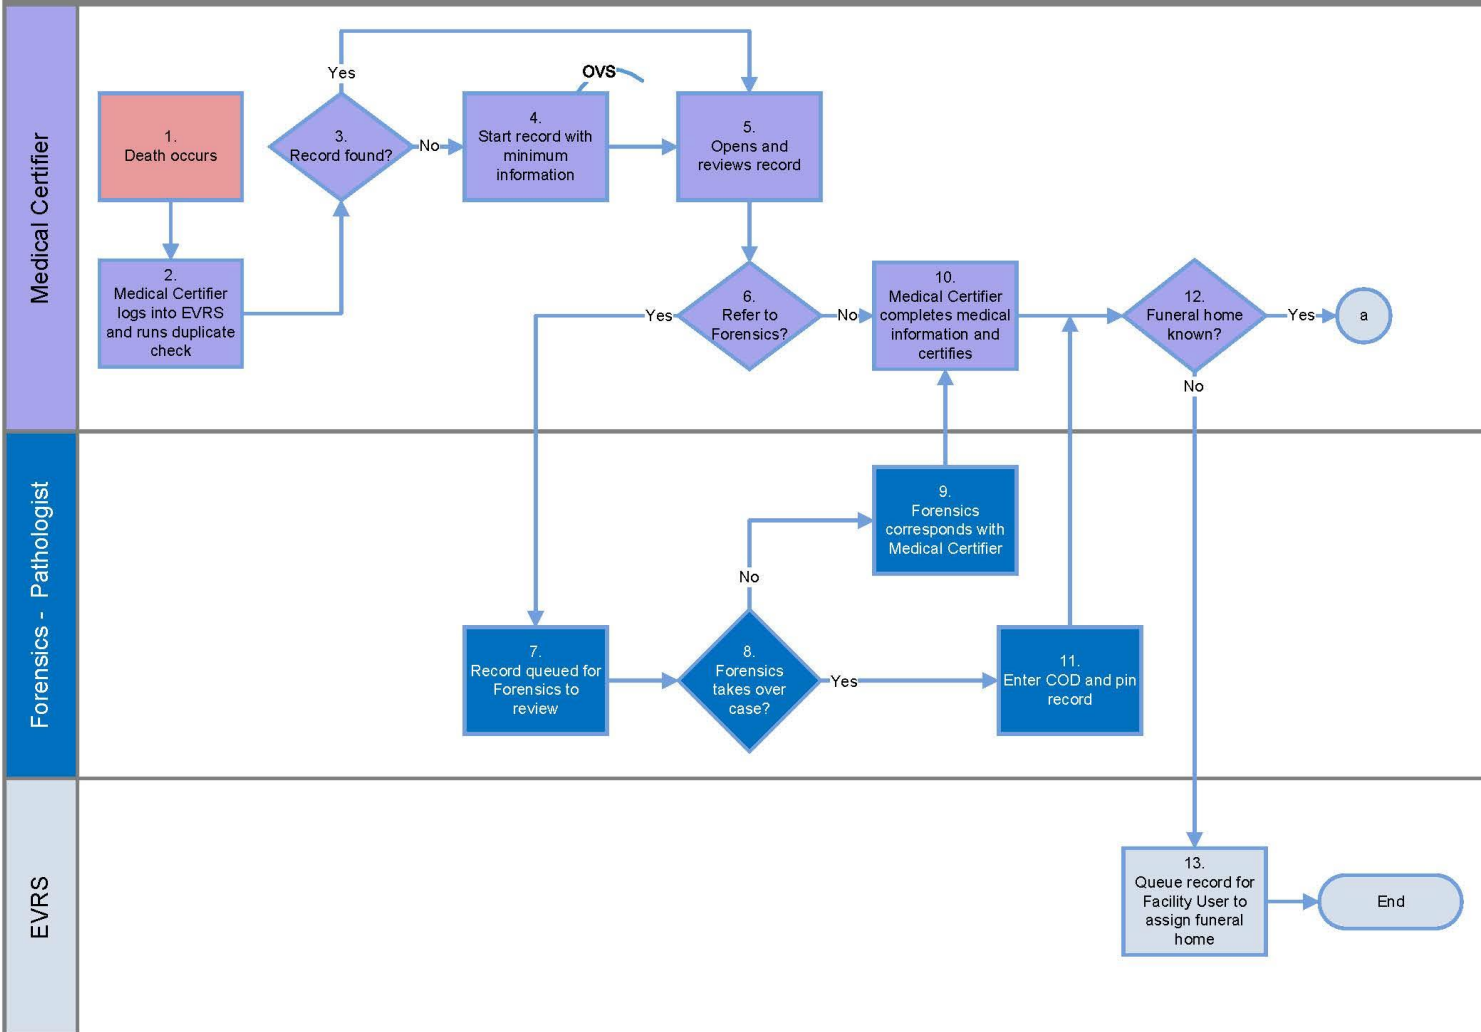 Medical Certifier
1.
Death occurs
2.
Medical Certifier
logs into EVRS
and runs duplicate
check
3.
Record found?
Yes
No
OVS
4.
Start record with
minimum
information
5.
Opens and
reviews record
6.
Refer to
Forensics?
Yes
No
10.
Medical Certifier
completes medical
information and
certifies
12.
Funeral home
known?
Yes
a
No
Forensics - Pathologist
7.
Record queued for
Forensics to
review
8.
Forensics
takes over
case?
No
Yes
9.
Forensics
corresponds with
Medical Certifier
11.
Enter COD and pin
record
EVRS
13.
Queue record for
Facility User to
assign funeral
home
End